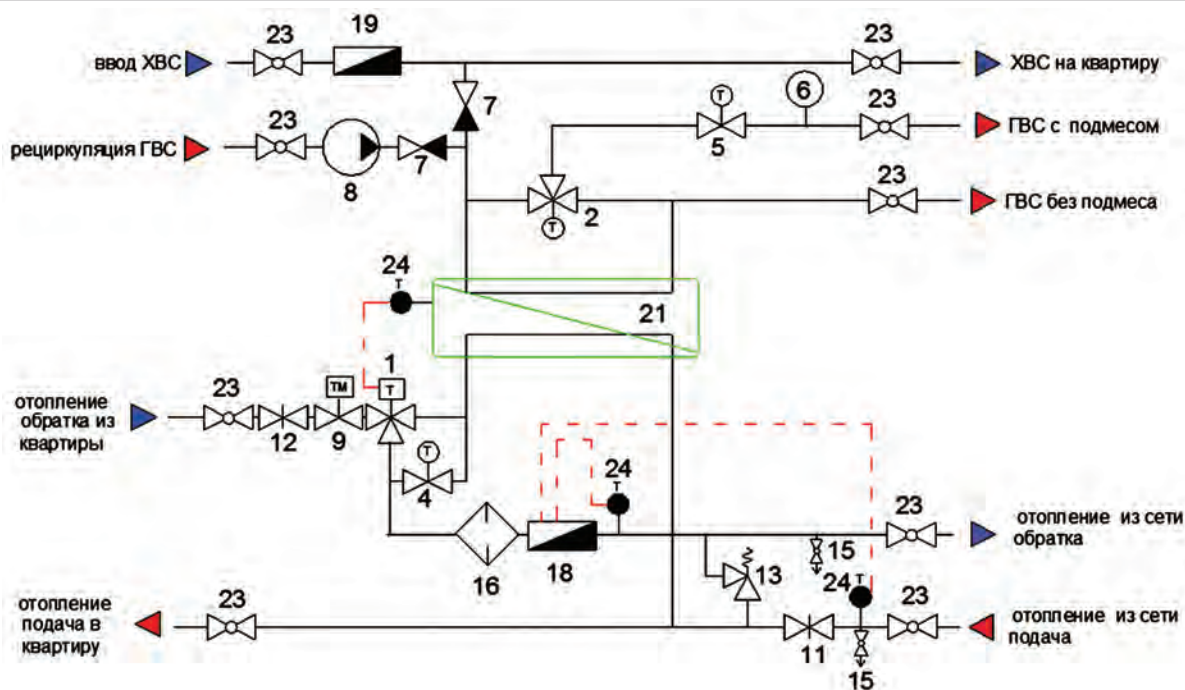 23
19
23
ввод ХВС
ХВС на квартиру
7
Т
6
23
23
5
ГВС с подмесом
рециркуляция ГВС
8
7
23
2
Т
ГВС без подмеса
24
Т
21
1
Т
ТМ
23
отопление
обратка из
квартиры
12
9
Т
4
24
Т
23
отопление из сети
обратка
16
18
13
15
24
Т
23
23
отопление
подача в
квартиру
11
15
отопление из сети
подача